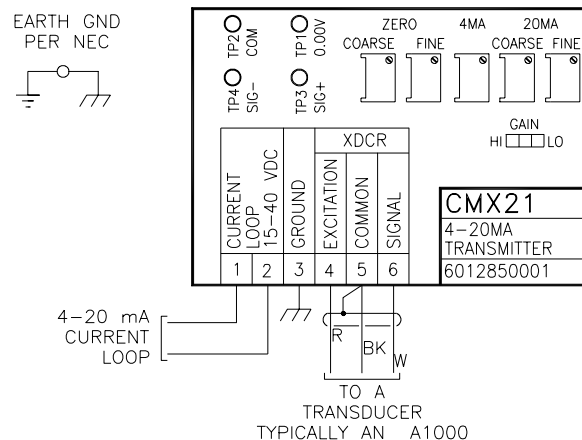 EARTH GND
PER NEC
TP2
COM
TP1
0.00V
TP4
SIG-
TP3
SIG+
ZERO 4MA 20MA
COARSE FINE COARSE FINE
GAIN
HI LO
XDCR
CURRENT
LOOP
15-40 VDC
GROUND
EXCITATION
COMMON
SIGNAL
1 2 3 4 5 6
CMX21
4-20MA
TRANSMITTER
6012850001
4-20 mA
CURRENT
LOOP
R
BK
W
TO A
TRANSDUCER
TYPICALLY AN A1000